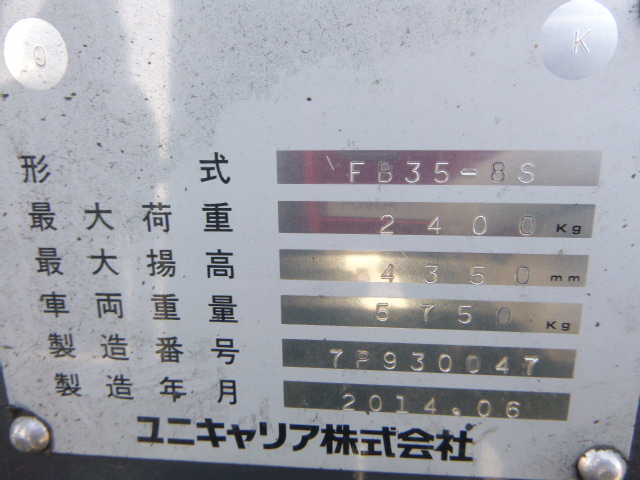 O K
形式 FB35-8S
最大荷重 2400 Kg
最大揚高 4350 mm
車両重量 5750 Kg
製造番号 7P930047
製造年月 2014.06
ユニキャリア株式会社